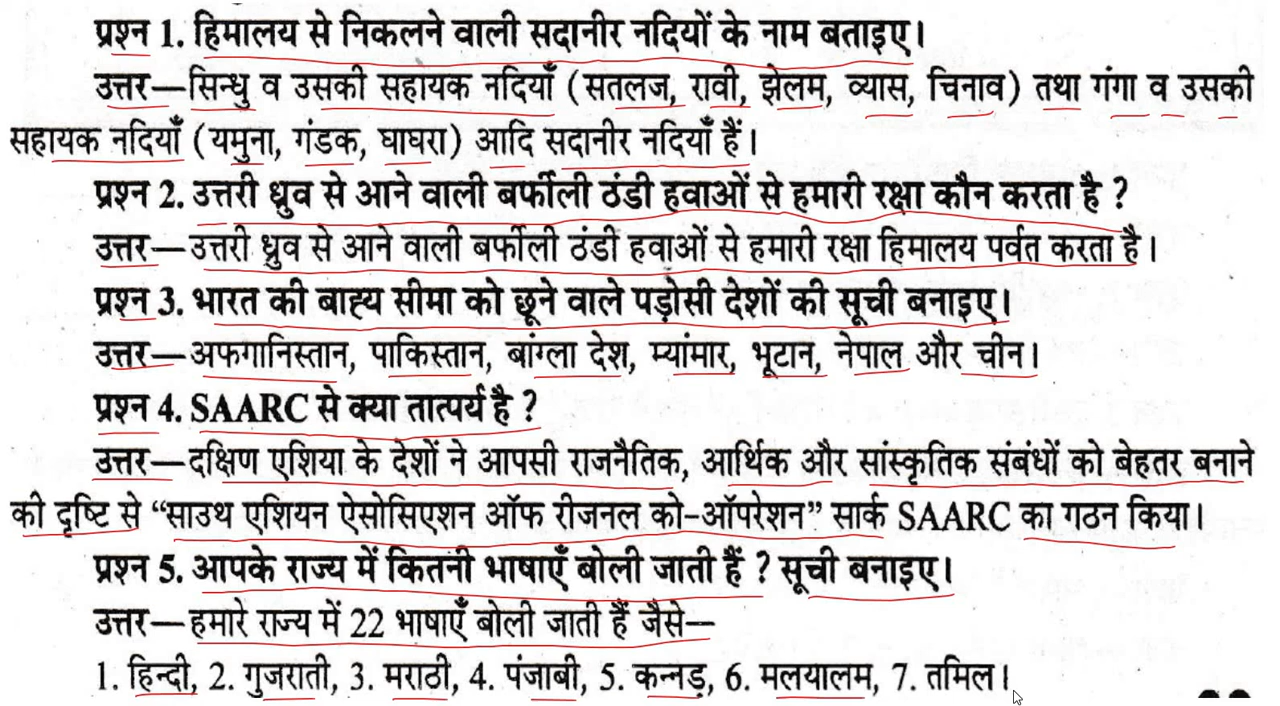 प्रश्न 1. हिमालय से निकलने वाली सदानीर नदियों के नाम बताइए।
उत्तर—सिन्धु व उसकी सहायक नदियाँ (सतलज, रावी, झेलम, व्यास, चिनाव) तथा गंगा व उसकी
सहायक नदियाँ (यमुना, गंडक, घाघरा) आदि सदानीर नदियाँ हैं।
प्रश्न 2. उत्तरी ध्रुव से आने वाली बर्फीली ठंडी हवाओं से हमारी रक्षा कौन करता है ?
उत्तर—उत्तरी ध्रुव से आने वाली बर्फीली ठंडी हवाओं से हमारी रक्षा हिमालय पर्वत करता है।
प्रश्न 3. भारत की बाह्य सीमा को छूने वाले पड़ोसी देशों की सूची बनाइए।
उत्तर—अफगानिस्तान, पाकिस्तान, बांग्ला देश, म्यांमार, भूटान, नेपाल और चीन।
प्रश्न 4. SAARC से क्या तात्पर्य है ?
उत्तर—दक्षिण एशिया के देशों ने आपसी राजनैतिक, आर्थिक और सांस्कृतिक संबंधों को बेहतर बनाने
की दृष्टि से “साउथ एशियन ऐसोसिएशन ऑफ रीजनल को-ऑपरेशन” सार्क SAARC का गठन किया।
प्रश्न 5. आपके राज्य में कितनी भाषाएँ बोली जाती हैं ? सूची बनाइए।
उत्तर—हमारे राज्य में 22 भाषाएँ बोली जाती हैं जैसे—
1. हिन्दी, 2. गुजराती, 3. मराठी, 4. पंजाबी, 5. कन्नड़, 6. मलयालम, 7. तमिल।